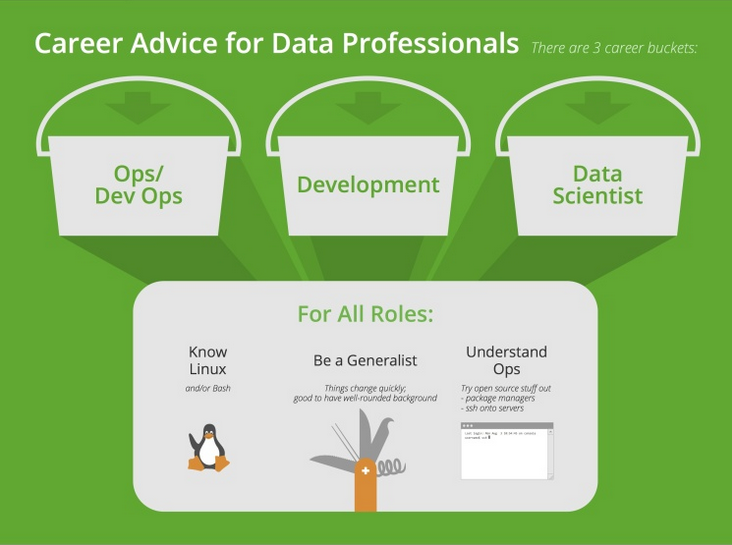 Career Advice for Data Professionals There are 3 career buckets:
Ops/
Dev Ops
Development
Data
Scientist
For All Roles:
Know
Linux
and/or Bash
Be a Generalist
Things change quickly;
good to have well-rounded background
Understand
Ops
Try open source stuff out
- package managers
- ssh onto servers